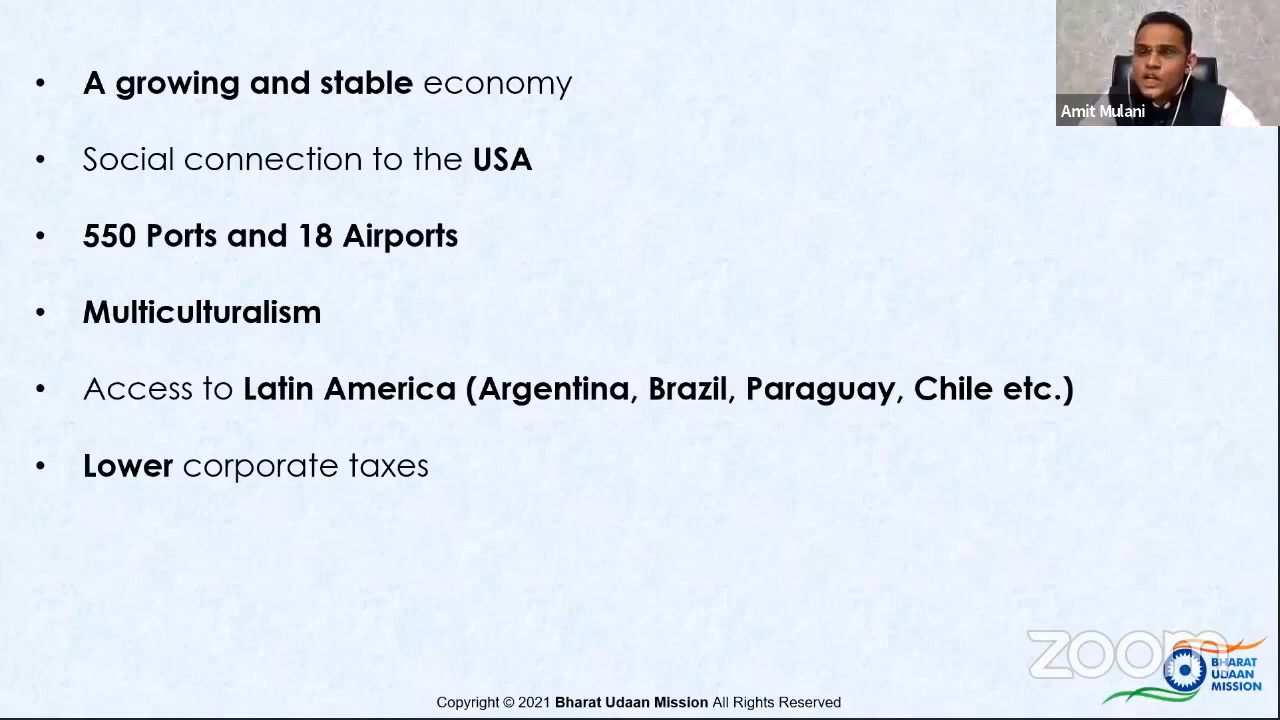 • A growing and stable economy
Amit Mulani
• Social connection to the USA
• 550 Ports and 18 Airports
• Multiculturalism
• Access to Latin America (Argentina, Brazil, Paraguay, Chile etc.)
• Lower corporate taxes
zoom
BHARAT
UDAAN
MISSION
Copyright © 2021 Bharat Udaan Mission All Rights Reserved